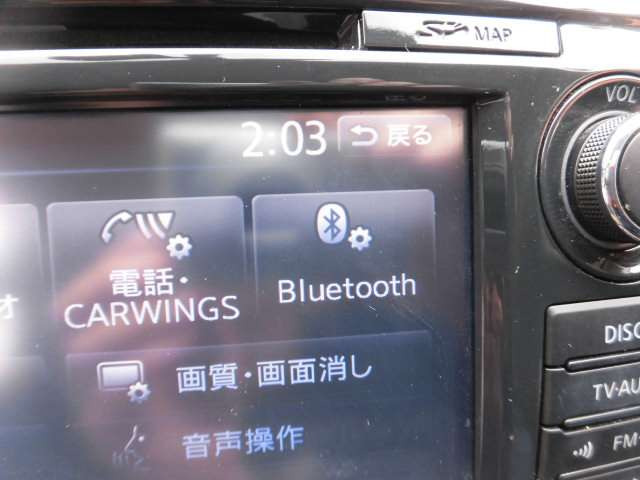 MAP
VOL
2:03 戻る
オ
電話・
CARWINGS
Bluetooth
画質・画面消し
音声操作
DISC
TV·AU
FM